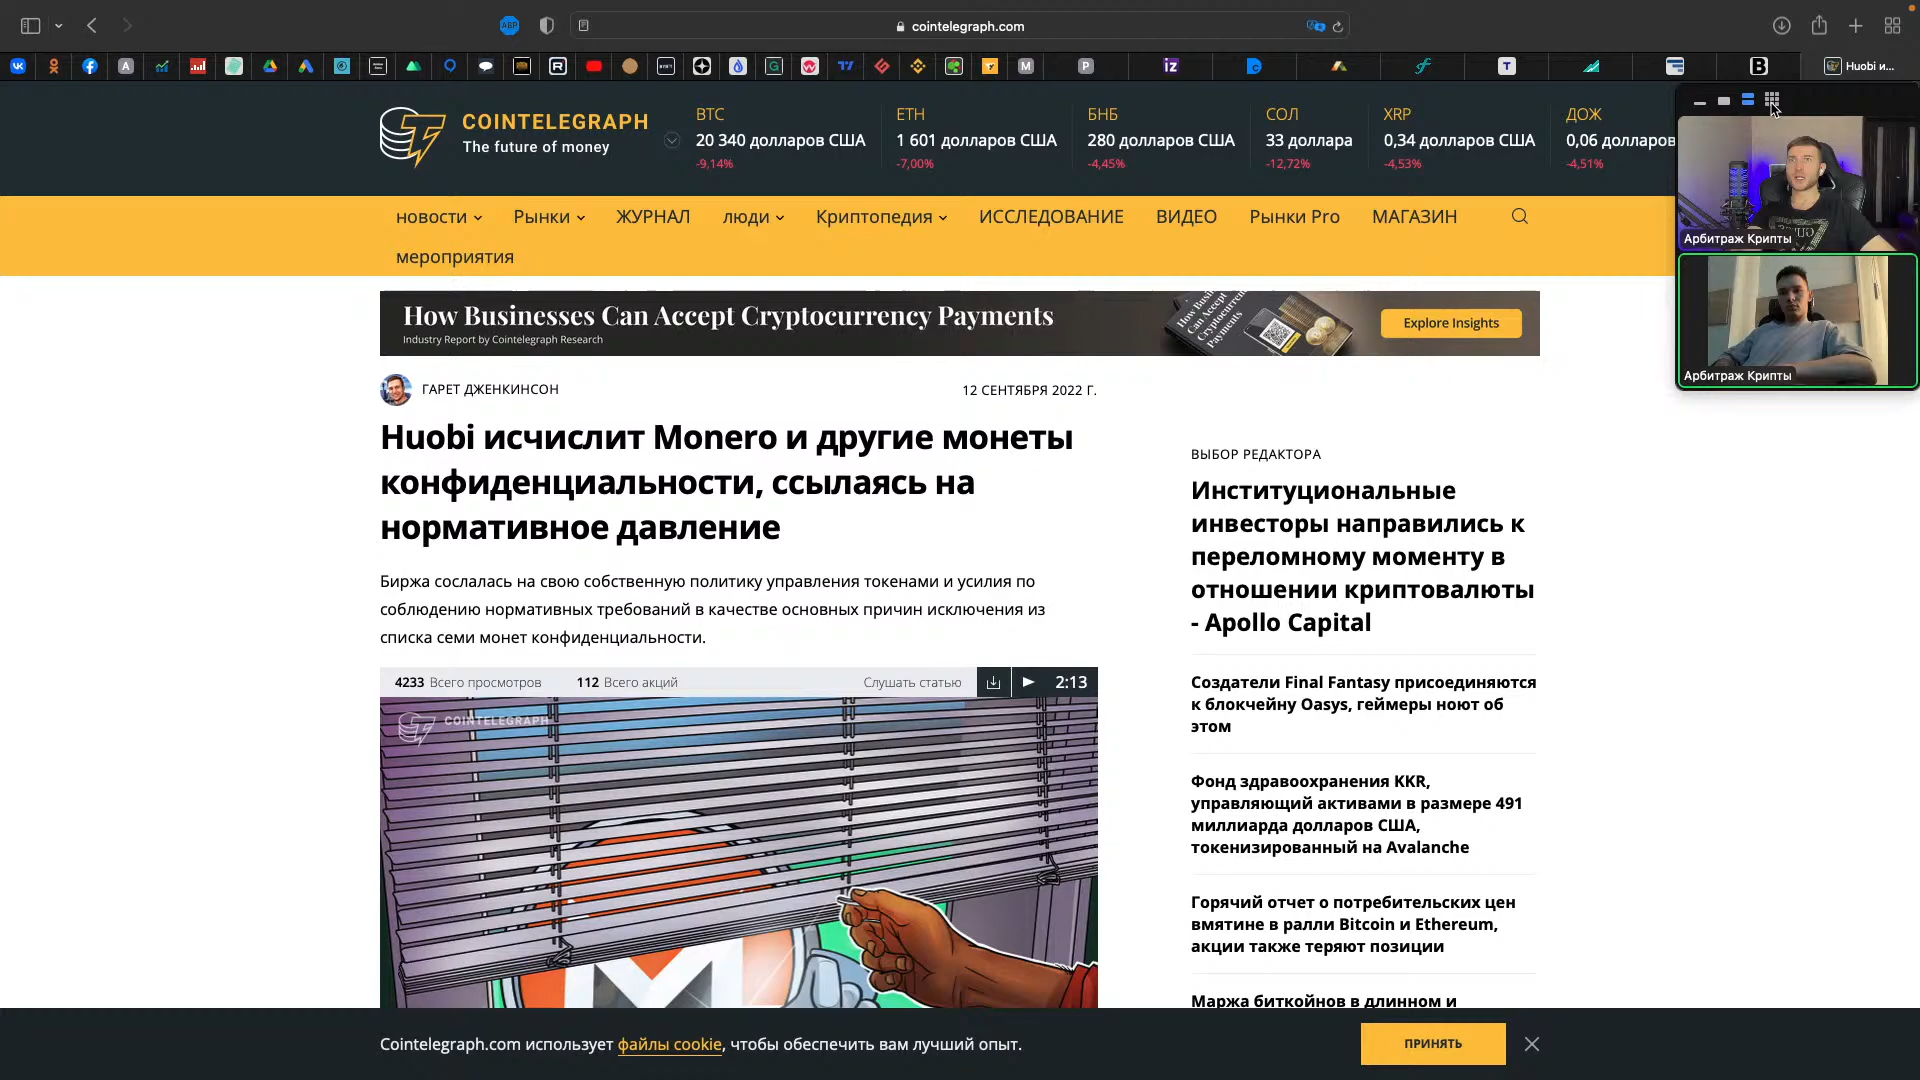 cointelegraph.com
Huobi и...
COINTELEGRAPH
The future of money
BTC
20 340 долларов США
-9,14%
ETH
1 601 долларов США
-7,00%
БНБ
280 долларов США
-4,45%
СОЛ
33 доллара
-12,72%
XRP
0,34 долларов США
-4,53%
ДОЖ
0,06 долларов
-4,51%
новости
Рынки
ЖУРНАЛ
люди
Криптопедия
ИССЛЕДОВАНИЕ
ВИДЕО
Рынки Pro
МАГАЗИН
мероприятия
Арбитраж Крипты
Арбитраж Крипты
How Businesses Can Accept Cryptocurrency Payments
Industry Report by Cointelegraph Research
Explore Insights
ГАРЕТ ДЖЕНКИНСОН
12 СЕНТЯБРЯ 2022 Г.
Huobi исчислит Monero и другие монеты
конфиденциальности, ссылаясь на
нормативное давление
Биржа сослалась на свою собственную политику управления токенами и усилия по
соблюдению нормативных требований в качестве основных причин исключения из
списка семи монет конфиденциальности.
4233 Всего просмотров
112 Всего акций
Слушать статью
2:13
COINTELEGRAPH
ВЫБОР РЕДАКТОРА
Институциональные
инвесторы направились к
переломному моменту в
отношении криптовалюты
- Apollo Capital
Создатели Final Fantasy присоединяются
к блокчейну Oasys, геймеры ноют об
этом
Фонд здравоохранения KKR,
управляющий активами в размере 491
миллиарда долларов США,
токенизированный на Avalanche
Горячий отчет о потребительских цен
вмятине в ралли Bitcoin и Ethereum,
акции также теряют позиции
Маржа биткойнов в длинном и
Cointelegraph.com использует файлы cookie, чтобы обеспечить вам лучший опыт.
ПРИНЯТЬ